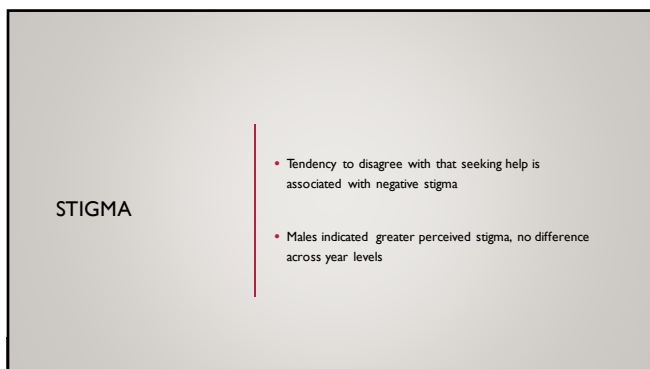 STIGMA
• Tendency to disagree with that seeking help is
associated with negative stigma
• Males indicated greater perceived stigma, no difference
across year levels